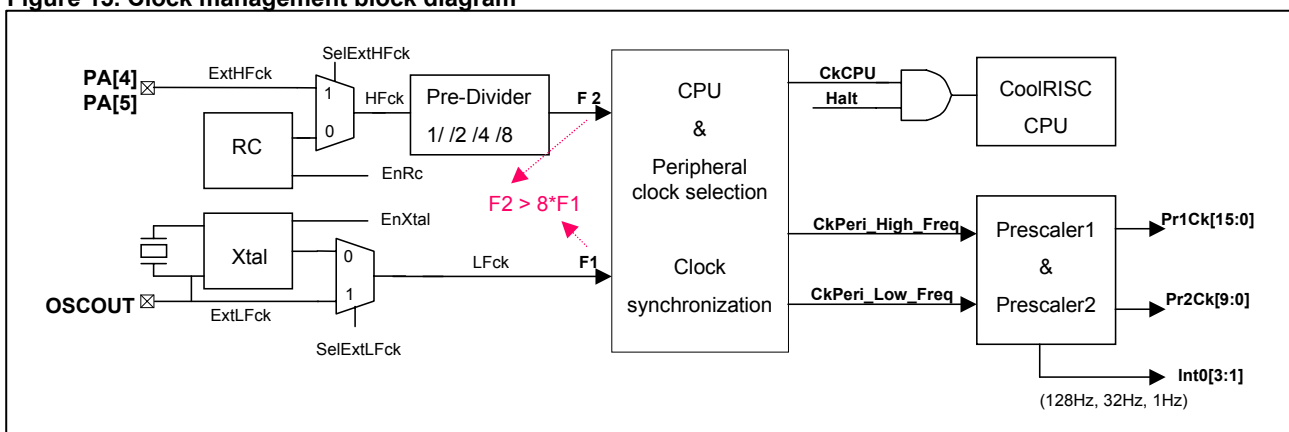 Figure 13. Clock management block diagram
SelExtHFck
PA[4]
PA[5]
ExtHFck
1
0
HFck
Pre-Divider
1/ /2 /4 /8
F 2
RC
EnRc
F2 > 8*F1
EnXtal
Xtal
0
1
LFck
F1
OSCOUT
ExtLFck
SelExtLFck
CPU
&
Peripheral
clock selection
Clock
synchronization
CkCPU
Halt
CoolRISC
CPU
CkPeri_High_Freq
CkPeri_Low_Freq
Prescaler1
&
Prescaler2
Pr1Ck[15:0]
Pr2Ck[9:0]
Int0[3:1]
(128Hz, 32Hz, 1Hz)